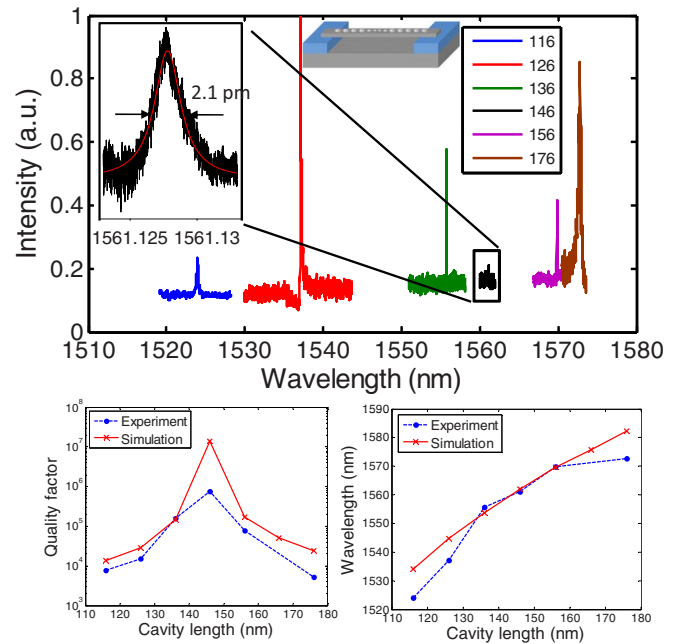 1
0.8
0.6
0.4
0.2
0
Intensity (a.u.)
2.1 pm
1561.125 1561.13
116
126
136
146
156
176
1510 1520 1530 1540 1550 1560 1570 1580
Wavelength (nm)
10^8
10^7
10^6
10^5
10^4
10^3
Quality factor
Experiment
Simulation
110 120 130 140 150 160 170 180
Cavity length (nm)
1590
1580
1570
1560
1550
1540
1530
1520
Wavelength (nm)
Experiment
Simulation
110 120 130 140 150 160 170 180
Cavity length (nm)